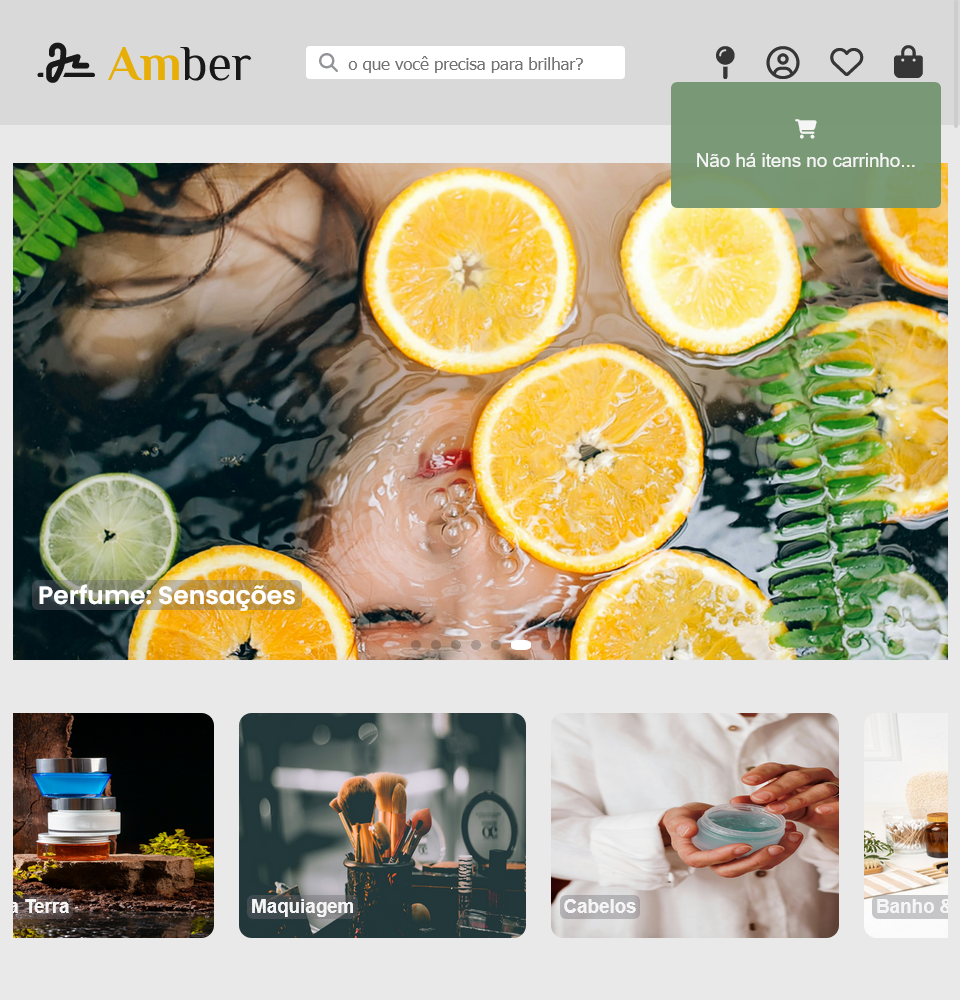 Amber
o que você precisa para brilhar?
Não há itens no carrinho...
Perfume: Sensações
a Terra
Maquiagem
Cabelos
Banho &